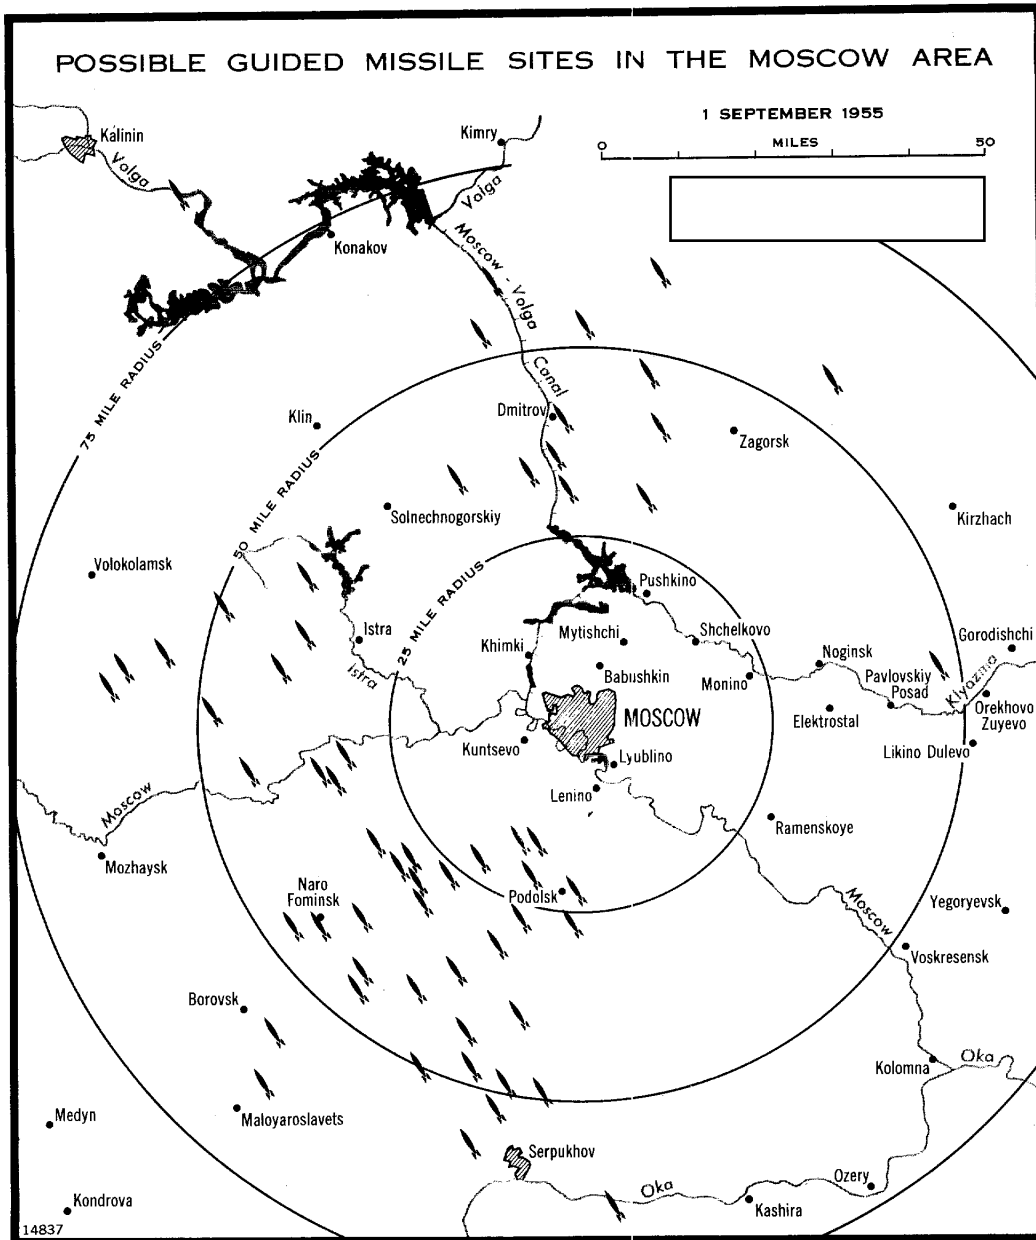 POSSIBLE GUIDED MISSILE SITES IN THE MOSCOW AREA
1 SEPTEMBER 1955
0 MILES 50
Kalinin
Kimry
Volga
Volga
Konakov
Moscow - Volga
Canal
75 MILE RADIUS
Klin
Dmitrov
Zagorsk
50 MILE RADIUS
Solnechnogorskiy
Kirzhach
Volokolamsk
25 MILE RADIUS
Pushkino
Istra
Mytishchi
Shchelkovo
Gorodishchi
Khimki
Noginsk
Istra
Babushkin
Monino
Pavlovskiy
Posad
Klyazma
MOSCOW
Elektrostal
Orekhovo
Zuyevo
Kuntsevo
Lyublino
Likino Dulevo
Lenino
Moscow
Ramenskoye
Mozhaysk
Naro
Fominsk
Podolsk
Moscow
Yegoryevsk
Voskresensk
Borovsk
Kolomna
Oka
Medyn
Maloyaroslavets
Serpukhov
Oka
Ozery
Kashira
Kondrova
14837